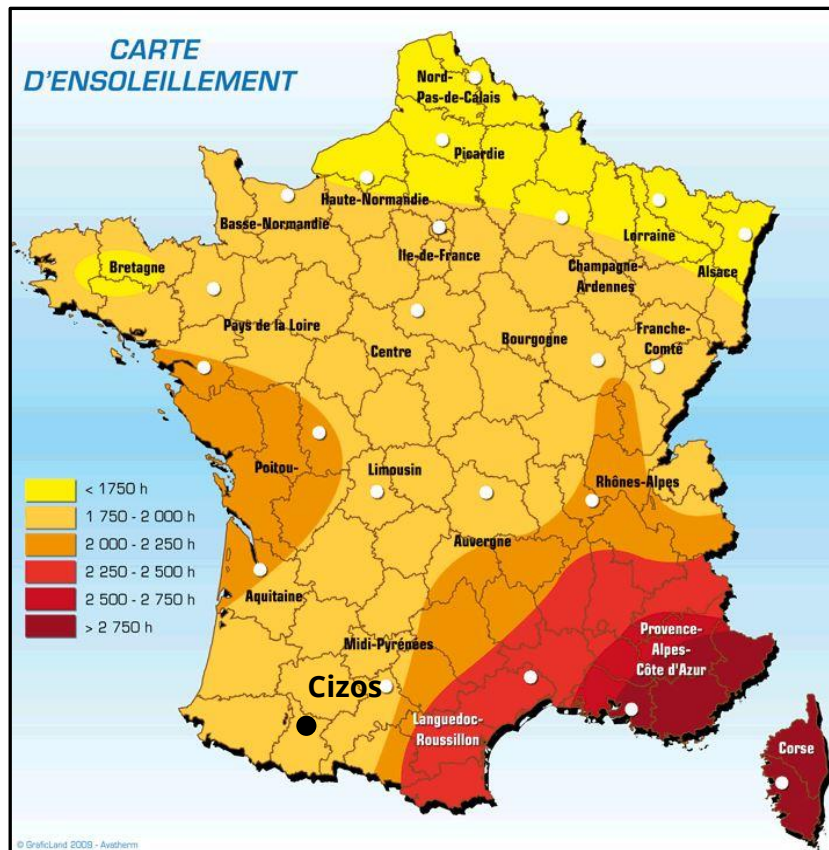 CARTE
D'ENSOLEILLEMENT
Nord-
Pas-de-Calais
Picardie
Haute-Normandie
Basse-Normandie
Ile-de-France
Lorraine
Alsace
Champagne-
Ardennes
Bretagne
Pays de la Loire
Centre
Bourgogne
Franche-
Comté
Poitou-
Limousin
Rhônes-Alpes
Auvergne
< 1750 h
1 750 - 2 000 h
2 000 - 2 250 h
2 250 - 2 500 h
2 500 - 2 750 h
> 2 750 h
Aquitaine
Midi-Pyrénées
Cizos
Provence-
Alpes-
Côte d'Azur
Languedoc-
Roussillon
Corse
© GraficLand 2009 - Avatherm